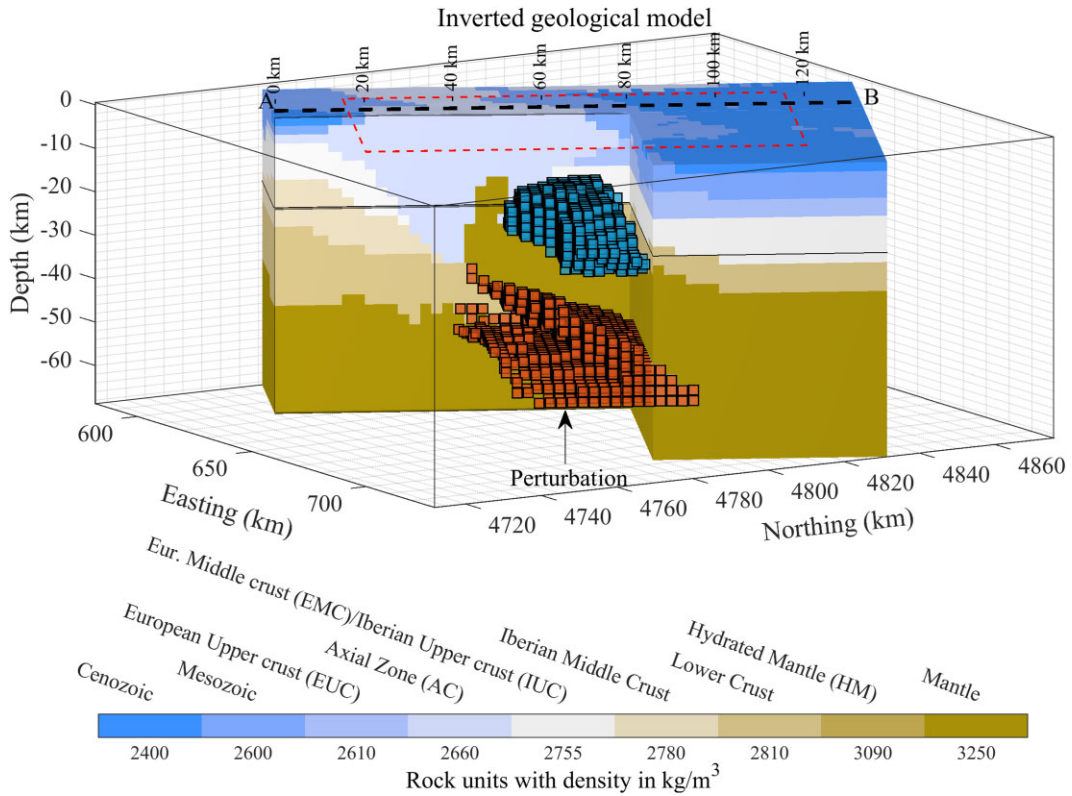 Inverted geological model
0 km
20 km
40 km
60 km
80 km
100 km
120 km
A
B
0
-10
-20
-30
-40
-50
-60
Depth (km)
600
650
700
Easting (km)
Perturbation
4720
4740
4760
4780
4800
4820
4840
4860
Northing (km)
Eur. Middle crust (EMC)/Iberian Upper crust (IUC)
European Upper crust (EUC)
Axial Zone (AC)
Iberian Middle Crust
Hydrated Mantle (HM)
Cenozoic
Mesozoic
Lower Crust
Mantle
2400 2600 2610 2660 2755 2780 2810 3090 3250
Rock units with density in kg/m³